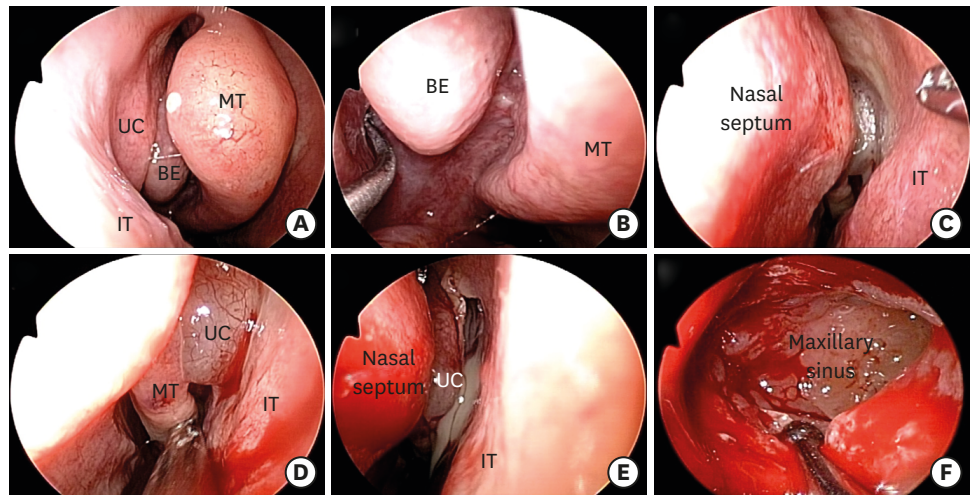 UC
MT
BE
IT
A
BE
MT
B
Nasal
septum
IT
C
UC
MT
IT
D
Nasal
septum
UC
IT
E
Maxillary
sinus
F